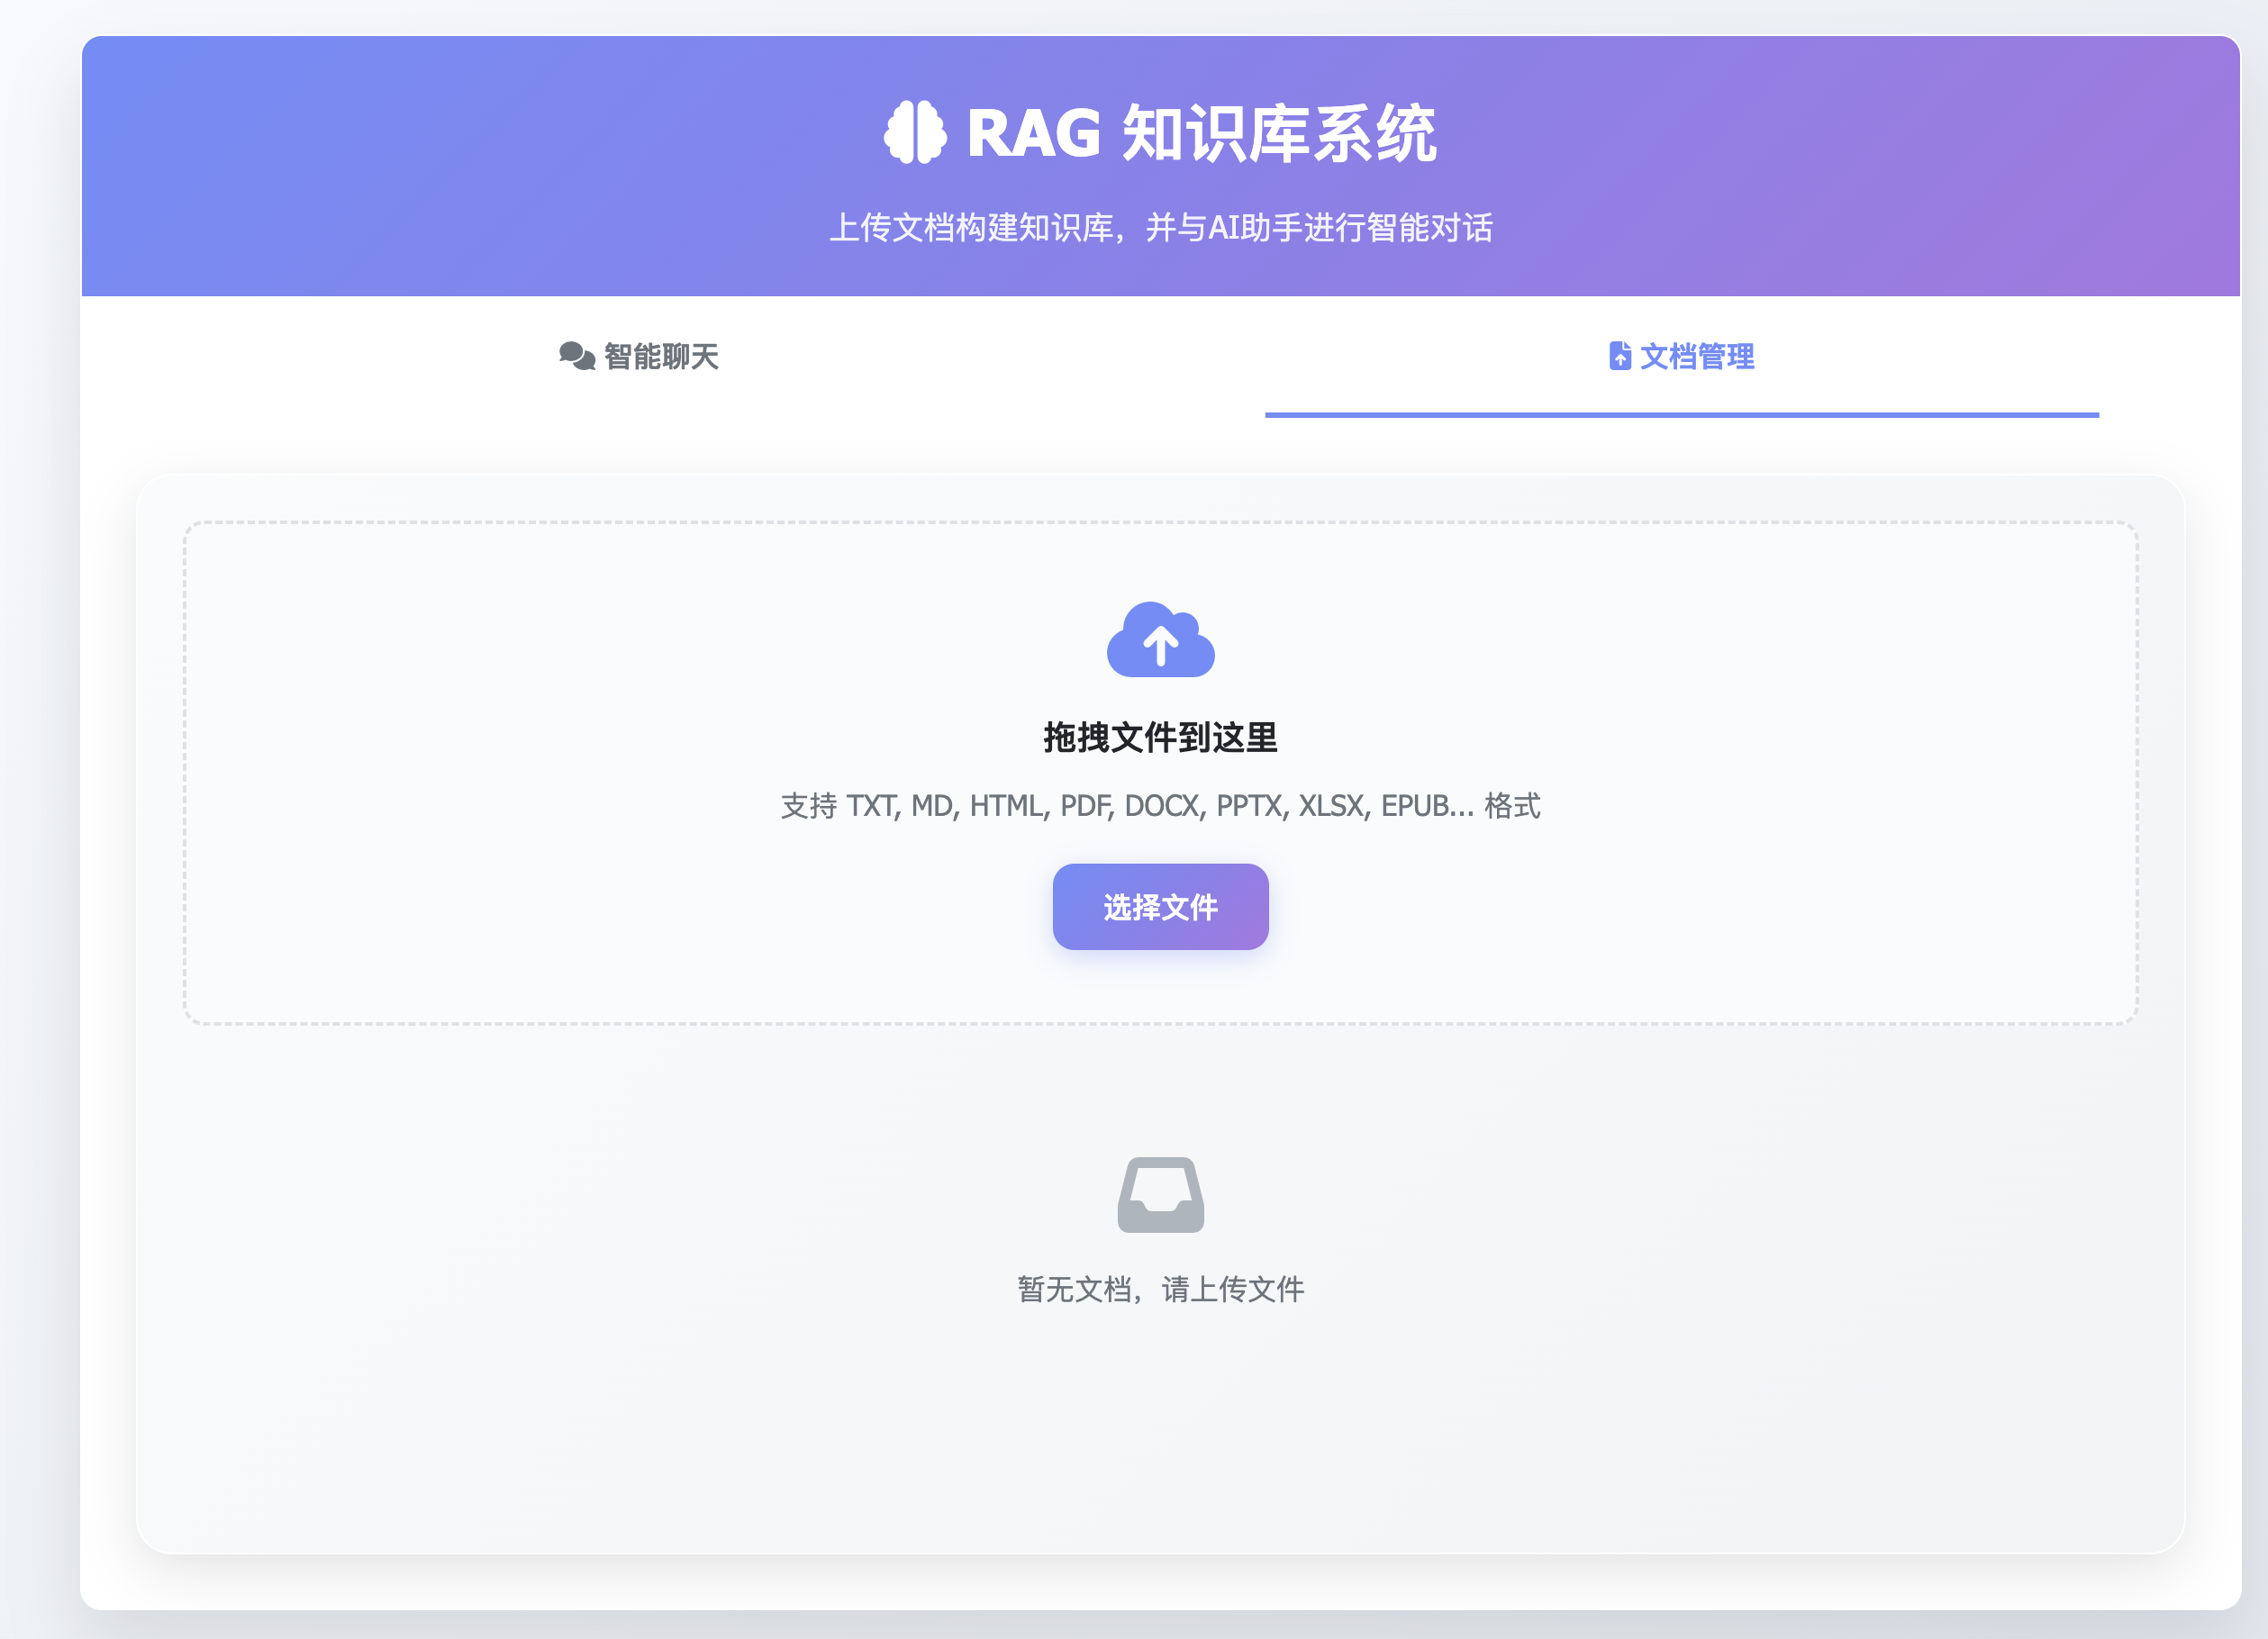 RAG 知识库系统
上传文档构建知识库，并与AI助手进行智能对话
智能聊天
文档管理
拖拽文件到这里
支持 TXT, MD, HTML, PDF, DOCX, PPTX, XLSX, EPUB... 格式
选择文件
暂无文档，请上传文件